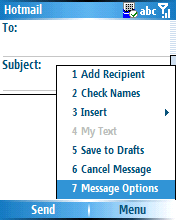 Hotmail abc
To:
Subject:
1 Add Recipient
2 Check Names
3 Insert
4 My Text
5 Save to Drafts
6 Cancel Message
7 Message Options
Send Menu